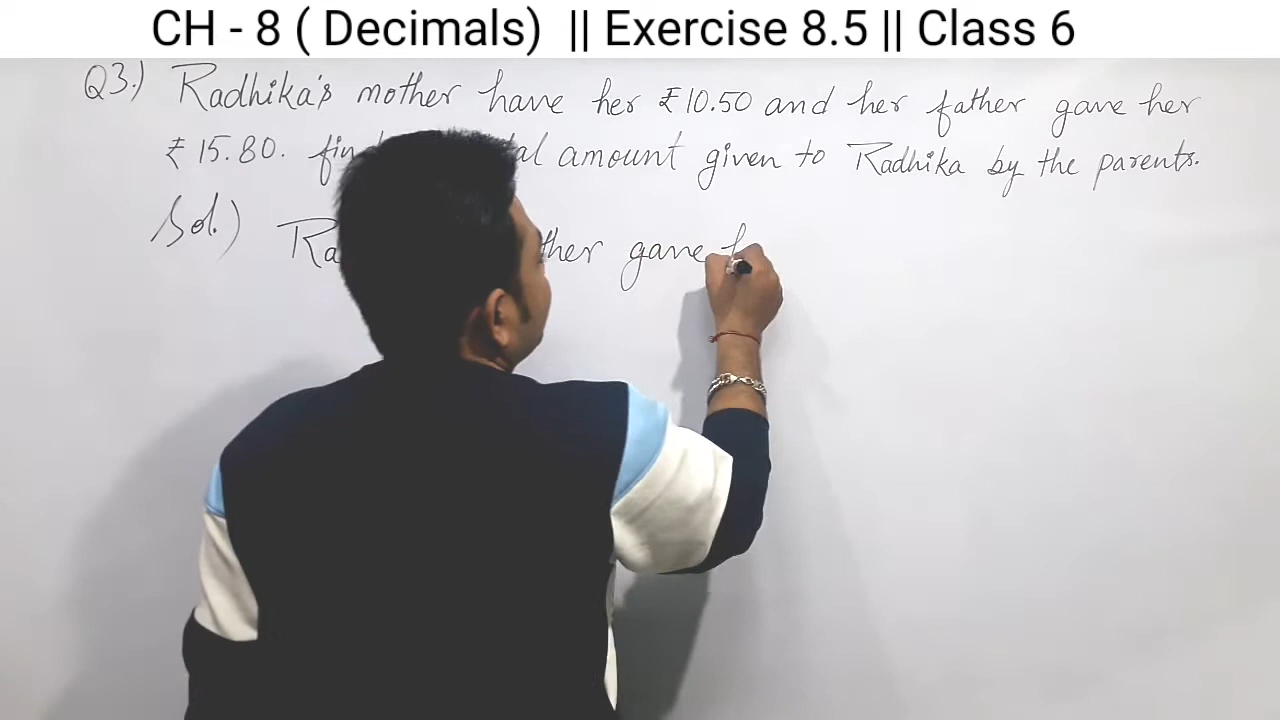 CH - 8 ( Decimals) || Exercise 8.5 || Class 6
Q3.) Radhika's mother have her ₹10.50 and her father gave her
₹15.80. amount given to Radhika by the parents.
Sol.) gave